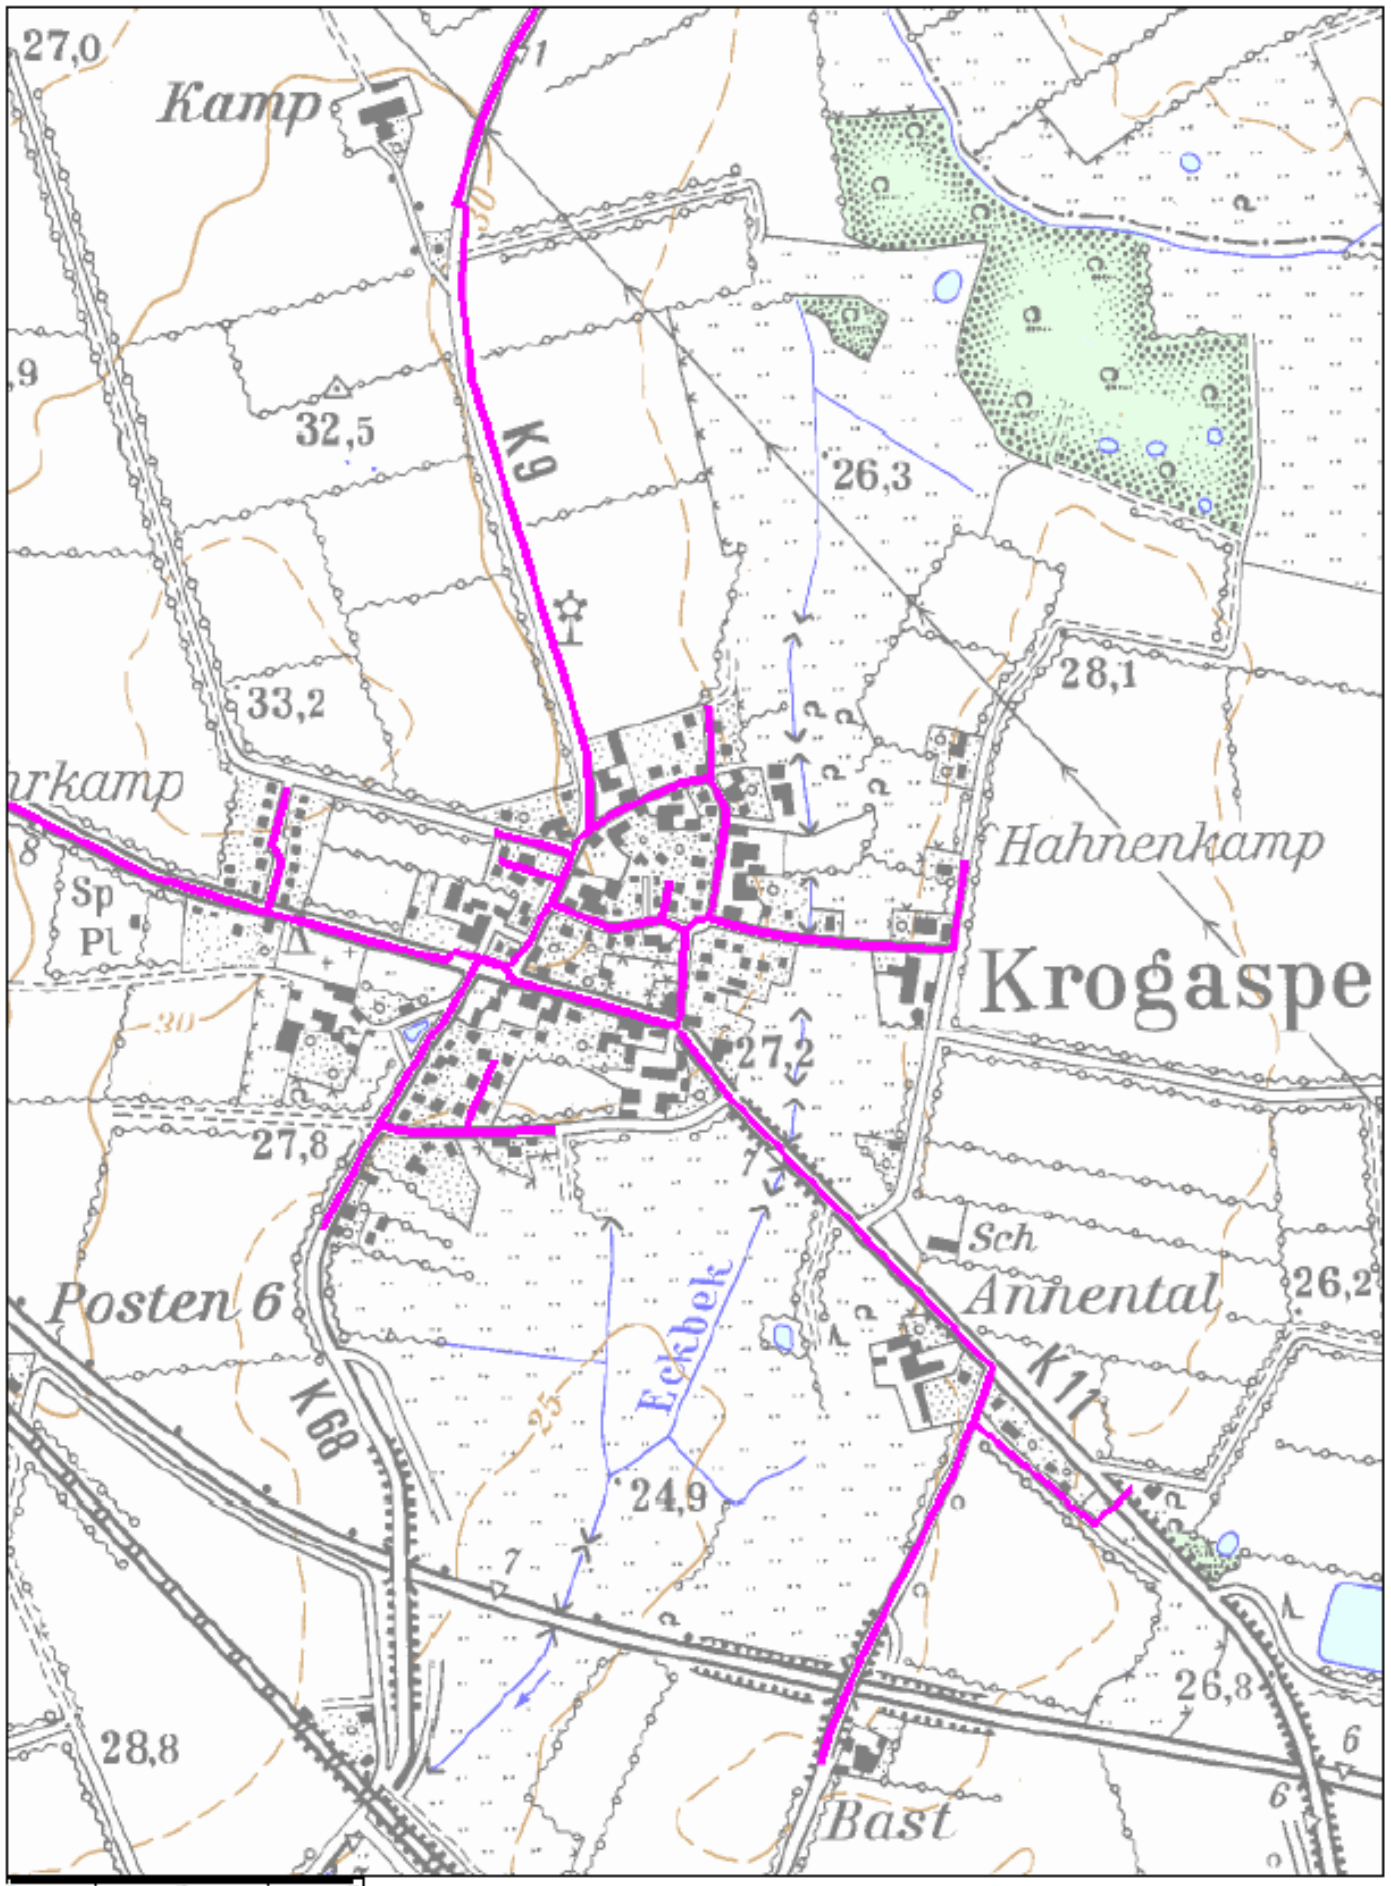 27,0
1
Kamp
30
,9
32,5
K9
26,3
28,1
33,2
rkamp
8
Hahnenkamp
Sp
Pl
Krogaspe
30
27,2
27,8
7
Sch
Annental
26,2
Posten 6
Eckbek
K11
K68
25
24,9
7
26,8
28,8
6
6
Bast